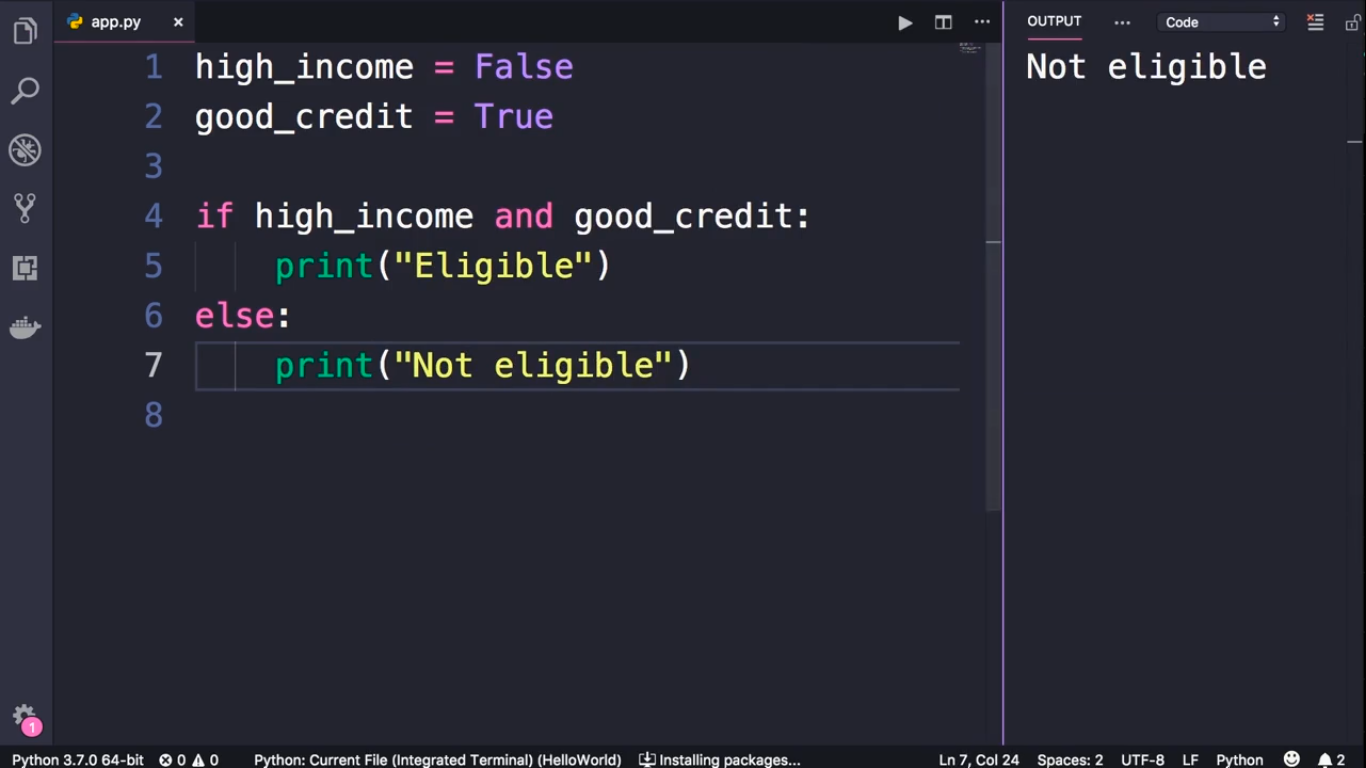 app.py ×
OUTPUT ··· Code
1 high_income = False
2 good_credit = True
3
4 if high_income and good_credit:
5     print("Eligible")
6 else:
7     print("Not eligible")
8
Not eligible
1
Python 3.7.0 64-bit 0 0 Python: Current File (Integrated Terminal) (HelloWorld) Installing packages... Ln 7, Col 24 Spaces: 2 UTF-8 LF Python 2